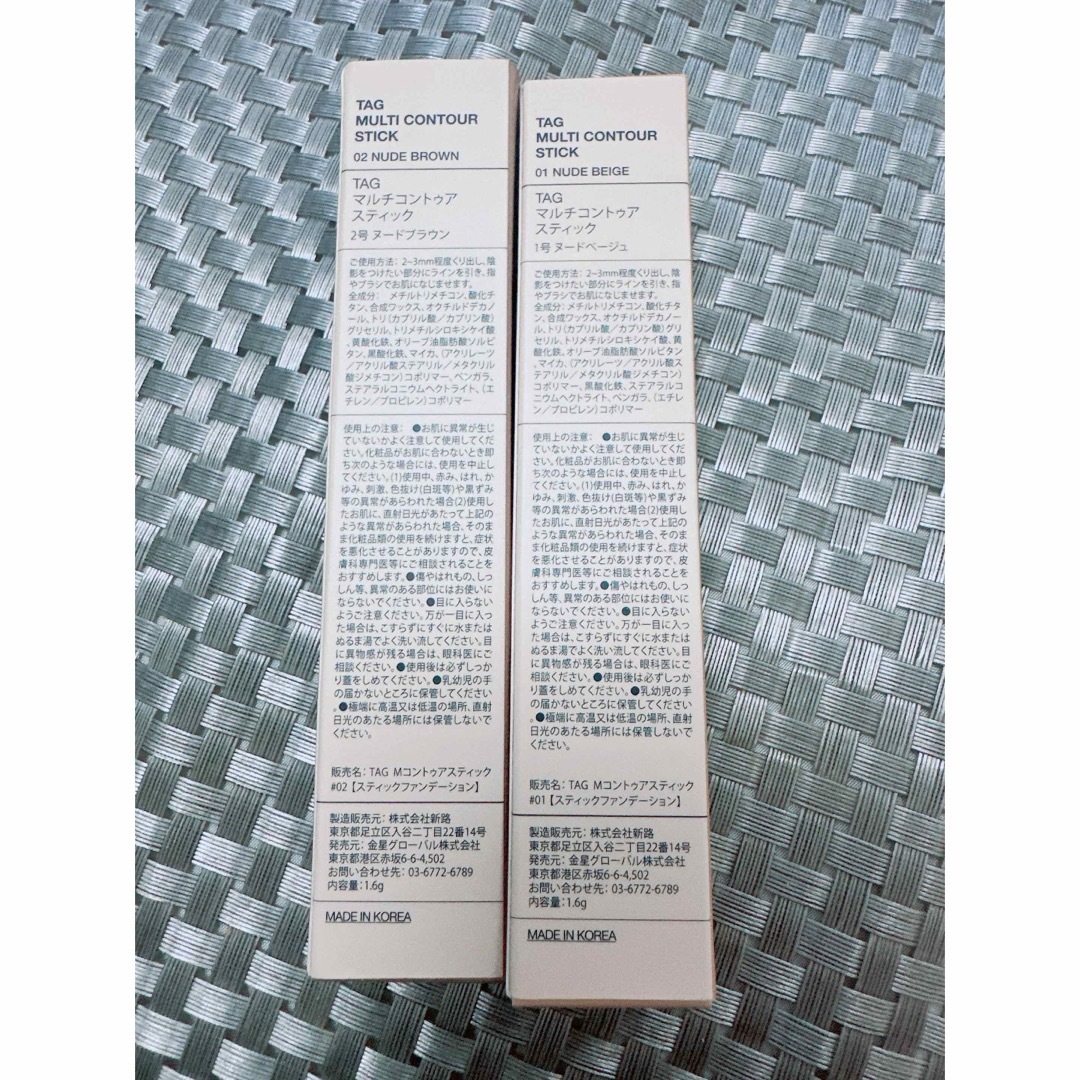 TAG
MULTI CONTOUR
STICK
02 NUDE BROWN
TAG
マルチコントゥア
スティック
2号 ヌードブラウン
ご使用方法：2~3mm程度くり出し、陰
影をつけたい部分にラインを引き、指
やブラシでお肌になじませます。
全成分： メチルトリメチコン、酸化チ
タン、合成ワックス、オクチルドデカノ
ール、トリ(カプリル酸／カプリン酸)
グリセリル、トリメチルシロキシケイ酸
、黄酸化鉄、オリーブ油脂肪酸ソルビ
タン、黒酸化鉄、マイカ、(アクリレーツ
／アクリル酸ステアリル／メタクリル
酸ジメチコン)コポリマー、ベンガラ、
ステアラルコニウムヘクトライト、(エ
チレン／プロピレン)コポリマー
使用上の注意： ●お肌に異常が生じ
ていないかよく注意して使用してくだ
さい。化粧品がお肌に合わないとき即
ち次のような場合には、使用を中止し
てください。(1)使用中、赤み、はれ、か
ゆみ、刺激、色抜け(白斑等)や黒ずみ
等の異常があらわれた場合(2)使用し
たお肌に、直射日光があたって上記の
ような異常があらわれた場合、そのま
ま化粧品類の使用を続けますと、症状
を悪化させることがありますので、皮
膚科専門医等にご相談されることを
おすすめします。●傷やはれもの、しっ
しん等、異常のある部位にはお使いに
ならないでください。●目に入らない
ようご注意ください。万が一目に入っ
た場合は、こすらずにすぐに水または
ぬるま湯でよく洗い流してください。目
に異物感が残る場合は、眼科医にご
相談ください。●使用後は必ずしっか
り蓋をしめてください。●乳幼児の手
の届かないところに保管してください
。●極端に高温又は低温の場所、直射
日光のあたる場所には保管しないで
ください。
販売名：TAG Mコントゥアスティック
#02【スティックファンデーション】
製造販売元：株式会社新路
東京都足立区入谷二丁目22番14号
発売元：金星グローバル株式会社
東京都港区赤坂6-6-4,502
お問い合わせ先：03-6772-6789
内容量：1.6g
MADE IN KOREA
TAG
MULTI CONTOUR
STICK
01 NUDE BEIGE
TAG
マルチコントゥア
スティック
1号 ヌードベージュ
ご使用方法：2~3mm程度くり出し、陰
影をつけたい部分にラインを引き、指
やブラシでお肌になじませます。
全成分：メチルトリメチコン、酸化チタ
ン、合成ワックス、オクチルドデカノー
ル、トリ(カプリル酸／カプリン酸)グリ
セリル、トリメチルシロキシケイ酸、
黄酸化鉄、オリーブ油脂肪酸ソルビタン
、マイカ、(アクリレーツ／アクリル酸ス
テアリル／メタクリル酸ジメチコン)
コポリマー、黒酸化鉄、ステアラルコ
ニウムヘクトライト、ベンガラ、(エチレ
ン／プロピレン)コポリマー
使用上の注意： ●お肌に異常が生じ
ていないかよく注意して使用してくだ
さい。化粧品がお肌に合わないとき即
ち次のような場合には、使用を中止し
てください。(1)使用中、赤み、はれ、か
ゆみ、刺激、色抜け(白斑等)や黒ずみ
等の異常があらわれた場合(2)使用し
たお肌に、直射日光があたって上記の
ような異常があらわれた場合、そのま
ま化粧品類の使用を続けますと、症状
を悪化させることがありますので、皮
膚科専門医等にご相談されることを
おすすめします。●傷やはれもの、しっ
しん等、異常のある部位にはお使いに
ならないでください。●目に入らない
ようご注意ください。万が一目に入っ
た場合は、こすらずにすぐに水または
ぬるま湯でよく洗い流してください。目
に異物感が残る場合は、眼科医にご
相談ください。●使用後は必ずしっか
り蓋をしめてください。●乳幼児の手
の届かないところに保管してください
。●極端に高温又は低温の場所、直射
日光のあたる場所には保管しないで
ください。
販売名：TAG Mコントゥアスティック
#01【スティックファンデーション】
製造販売元：株式会社新路
東京都足立区入谷二丁目22番14号
発売元：金星グローバル株式会社
東京都港区赤坂6-6-4,502
お問い合わせ先：03-6772-6789
内容量：1.6g
MADE IN KOREA